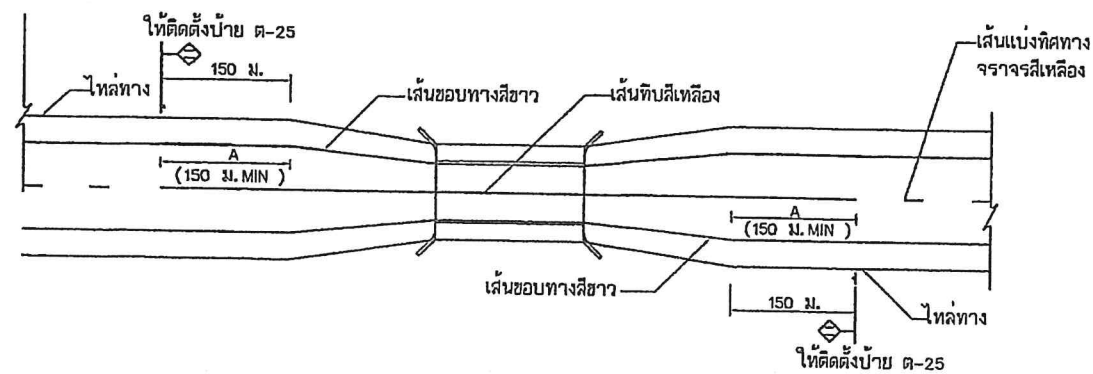 ให้ติดตั้งป้าย ต-25
150 ม.
ไหล่ทาง
เส้นขอบทางสีขาว
เส้นทึบสีเหลือง
เส้นแบ่งทิศทาง
จราจรสีเหลือง
A
(150 ม. MIN )
A
(150 ม. MIN )
เส้นขอบทางสีขาว
150 ม.
ไหล่ทาง
ให้ติดตั้งป้าย ต-25